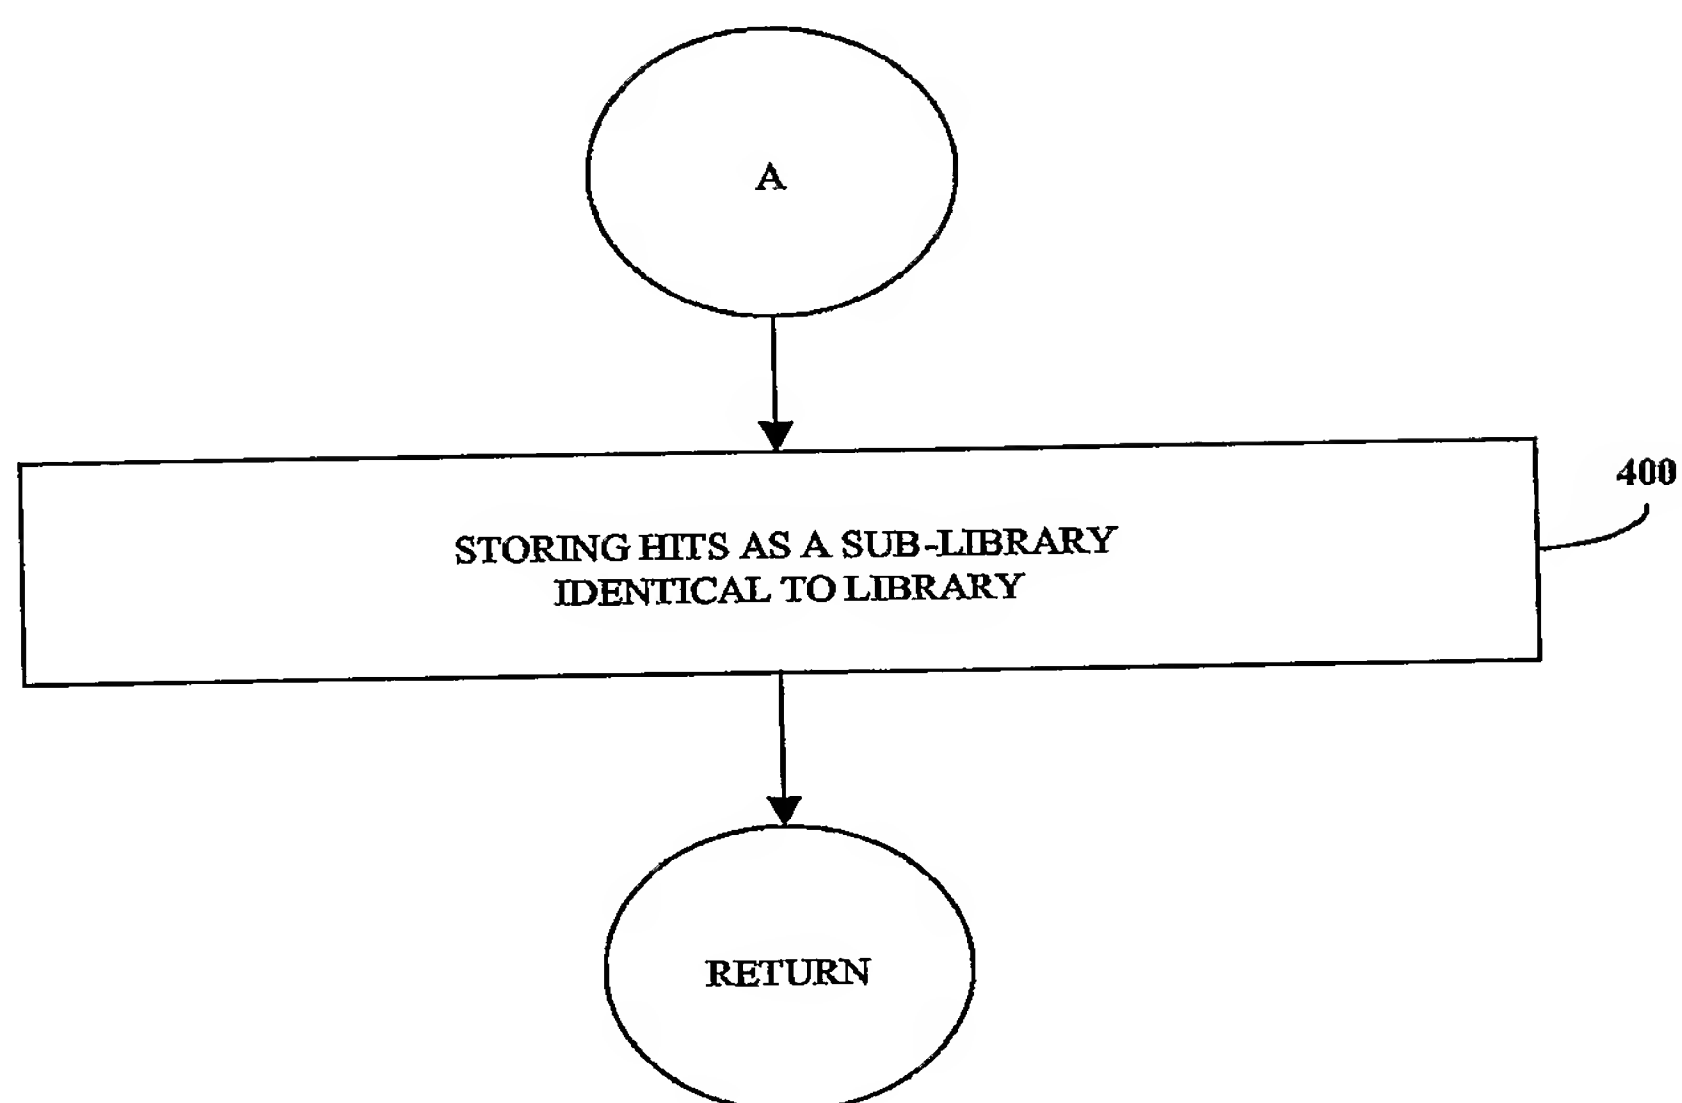 A
400
STORING HITS AS A SUB-LIBRARY
IDENTICAL TO LIBRARY
RETURN